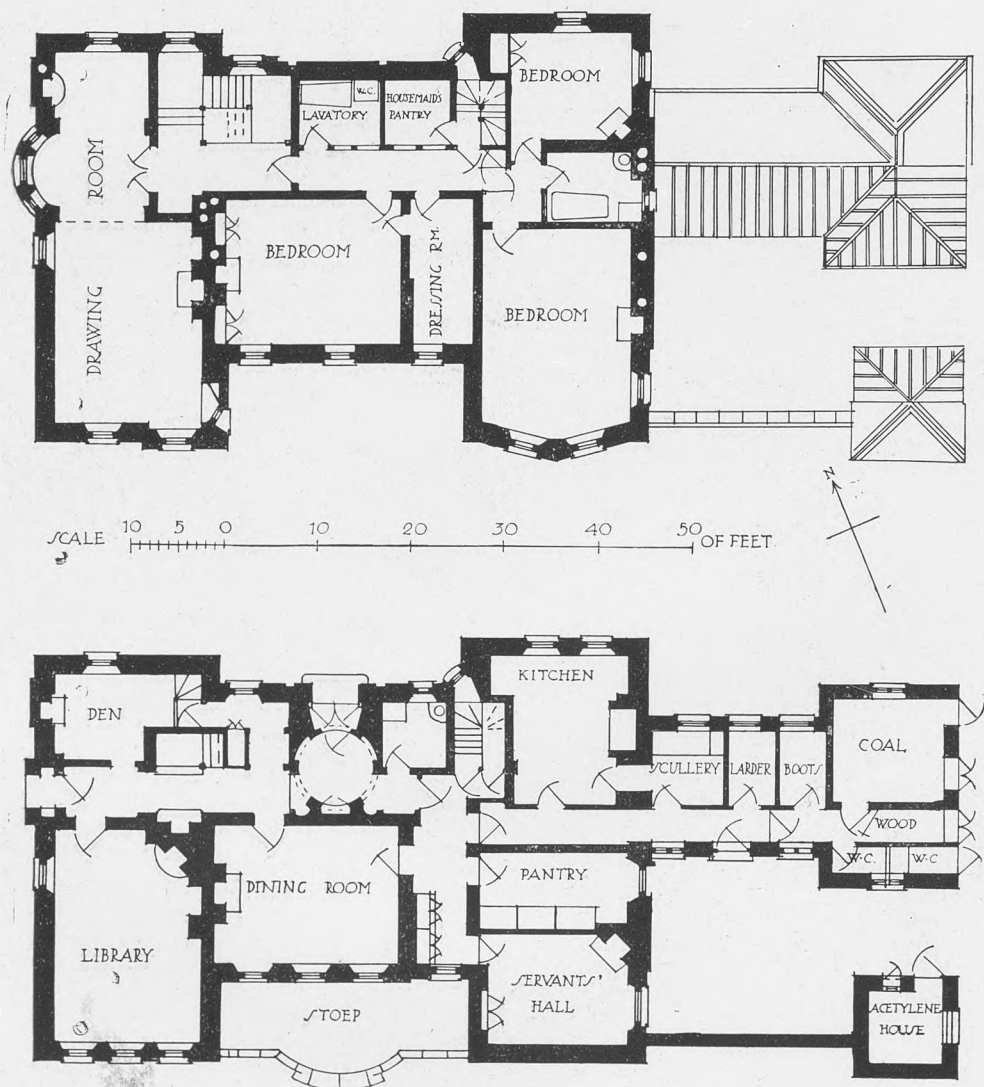 BEDROOM
W.C.
LAVATORY
HOUSEMAID'S
PANTRY
DRAWING ROOM
BEDROOM
DRESSING RM.
BEDROOM
N
SCALE 10 5 0 10 20 30 40 50 OF FEET.
KITCHEN
DEN
SCULLERY
LARDER
BOOTS
COAL
WOOD
W.C.
W.C
PANTRY
DINING ROOM
LIBRARY
SERVANTS'
HALL
STOEP
ACETYLENE
HOUSE